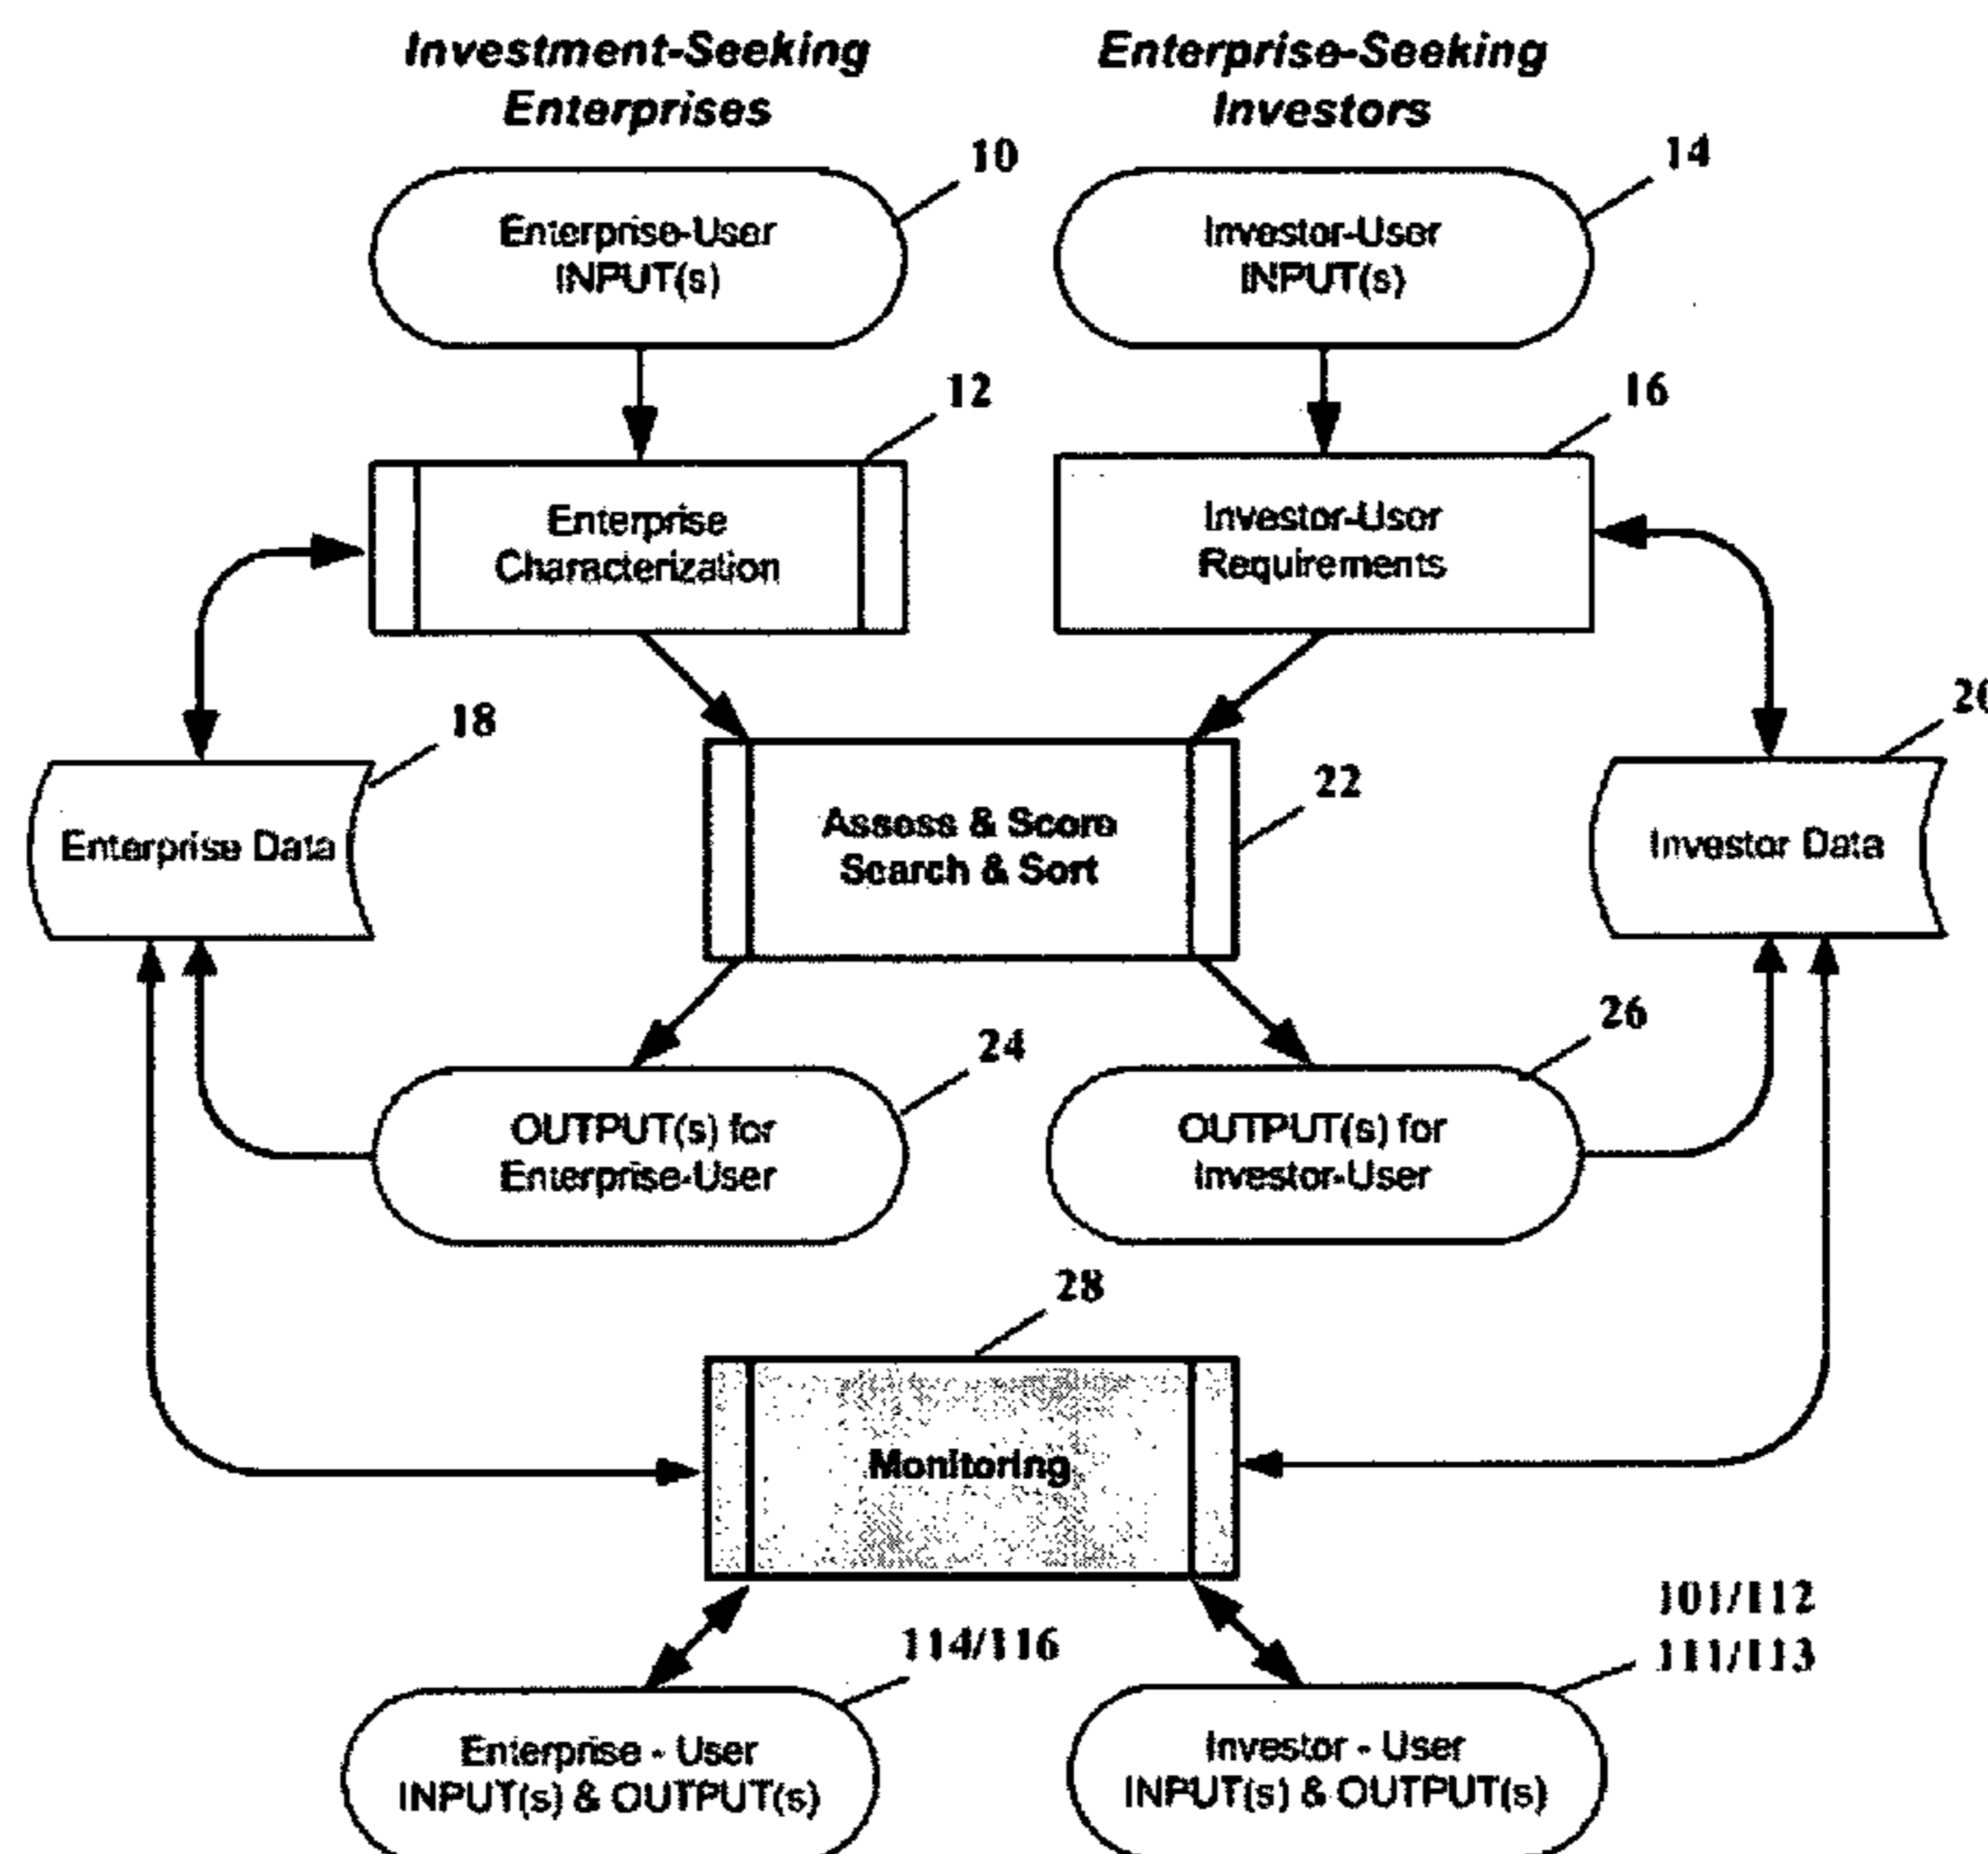 Investment-Seeking
Enterprises
Enterprise-Seeking
Investors
10
14
Enterprise-User
INPUT(s)
Investor-User
INPUT(s)
12
16
Enterprise
Characterization
Investor-User
Requirements
18
20
22
Enterprise Data
Assess & Score
Search & Sort
Investor Data
24
26
OUTPUT(s) for
Enterprise-User
OUTPUT(s) for
Investor-User
28
Monitoring
101/112
111/113
114/116
Enterprise - User
INPUT(s) & OUTPUT(s)
Investor - User
INPUT(s) & OUTPUT(s)